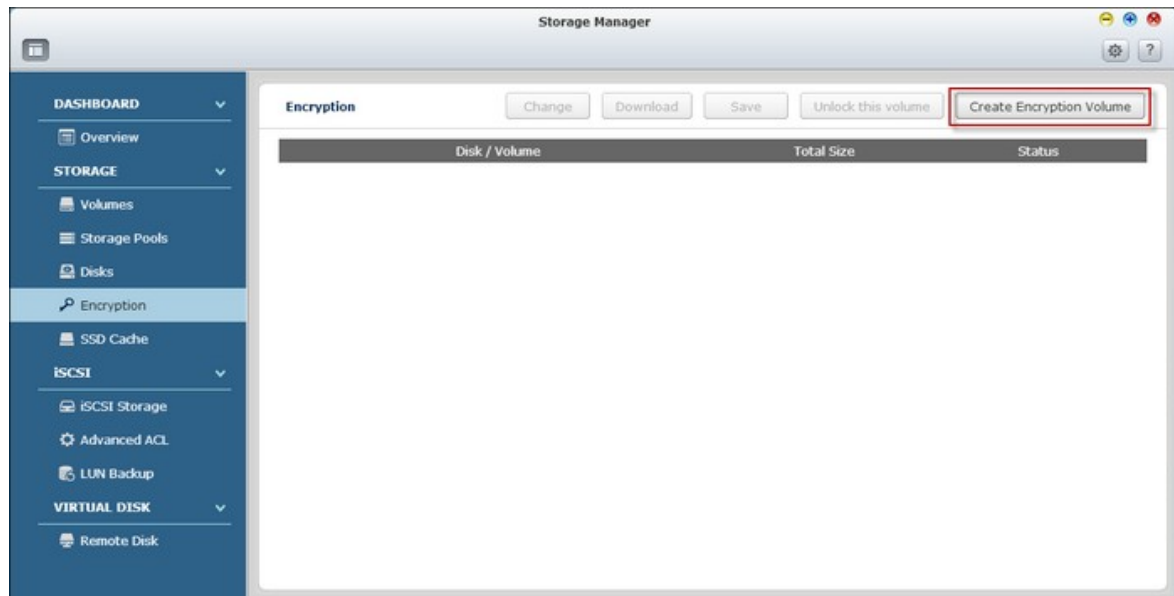 Storage Manager
?
DASHBOARD
Overview
STORAGE
Volumes
Storage Pools
Disks
Encryption
SSD Cache
iSCSI
iSCSI Storage
Advanced ACL
LUN Backup
VIRTUAL DISK
Remote Disk
Encryption Change Download Save Unlock this volume Create Encryption Volume
Disk / Volume Total Size Status